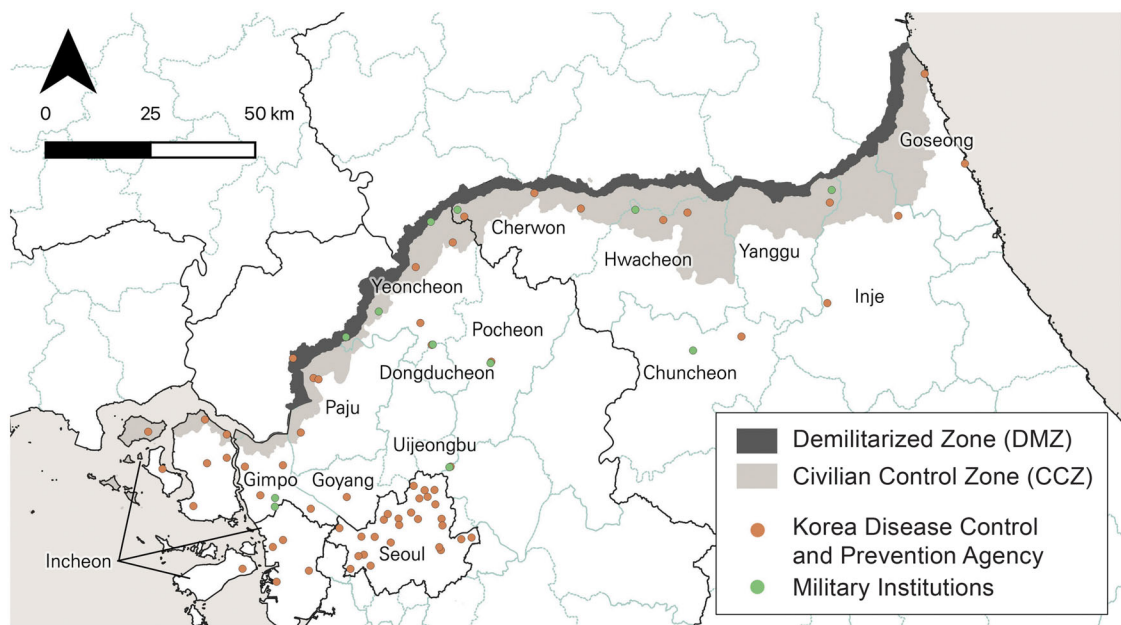 0 25 50 km
Goseong
Cherwon
Hwacheon
Yanggu
Yeoncheon
Inje
Pocheon
Dongducheon
Chuncheon
Paju
Uijeongbu
Gimpo
Goyang
Seoul
Incheon
Demilitarized Zone (DMZ)
Civilian Control Zone (CCZ)
Korea Disease Control
and Prevention Agency
Military Institutions